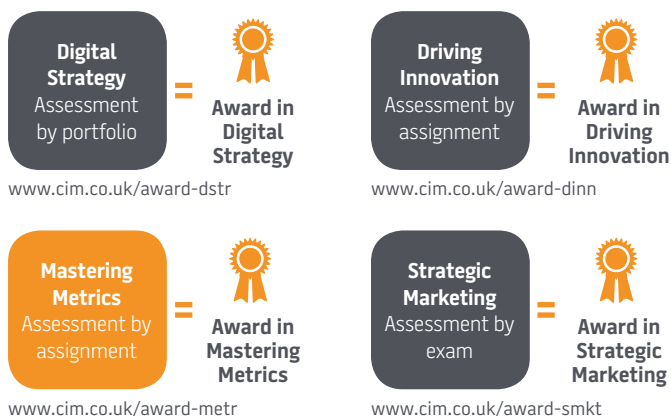 Digital
Strategy
Assessment
by portfolio
=
Award in
Digital
Strategy
www.cim.co.uk/award-dstr
Driving
Innovation
Assessment by
assignment
=
Award in
Driving
Innovation
www.cim.co.uk/award-dinn
Mastering
Metrics
Assessment by
assignment
=
Award in
Mastering
Metrics
www.cim.co.uk/award-metr
Strategic
Marketing
Assessment by
exam
=
Award in
Strategic
Marketing
www.cim.co.uk/award-smkt